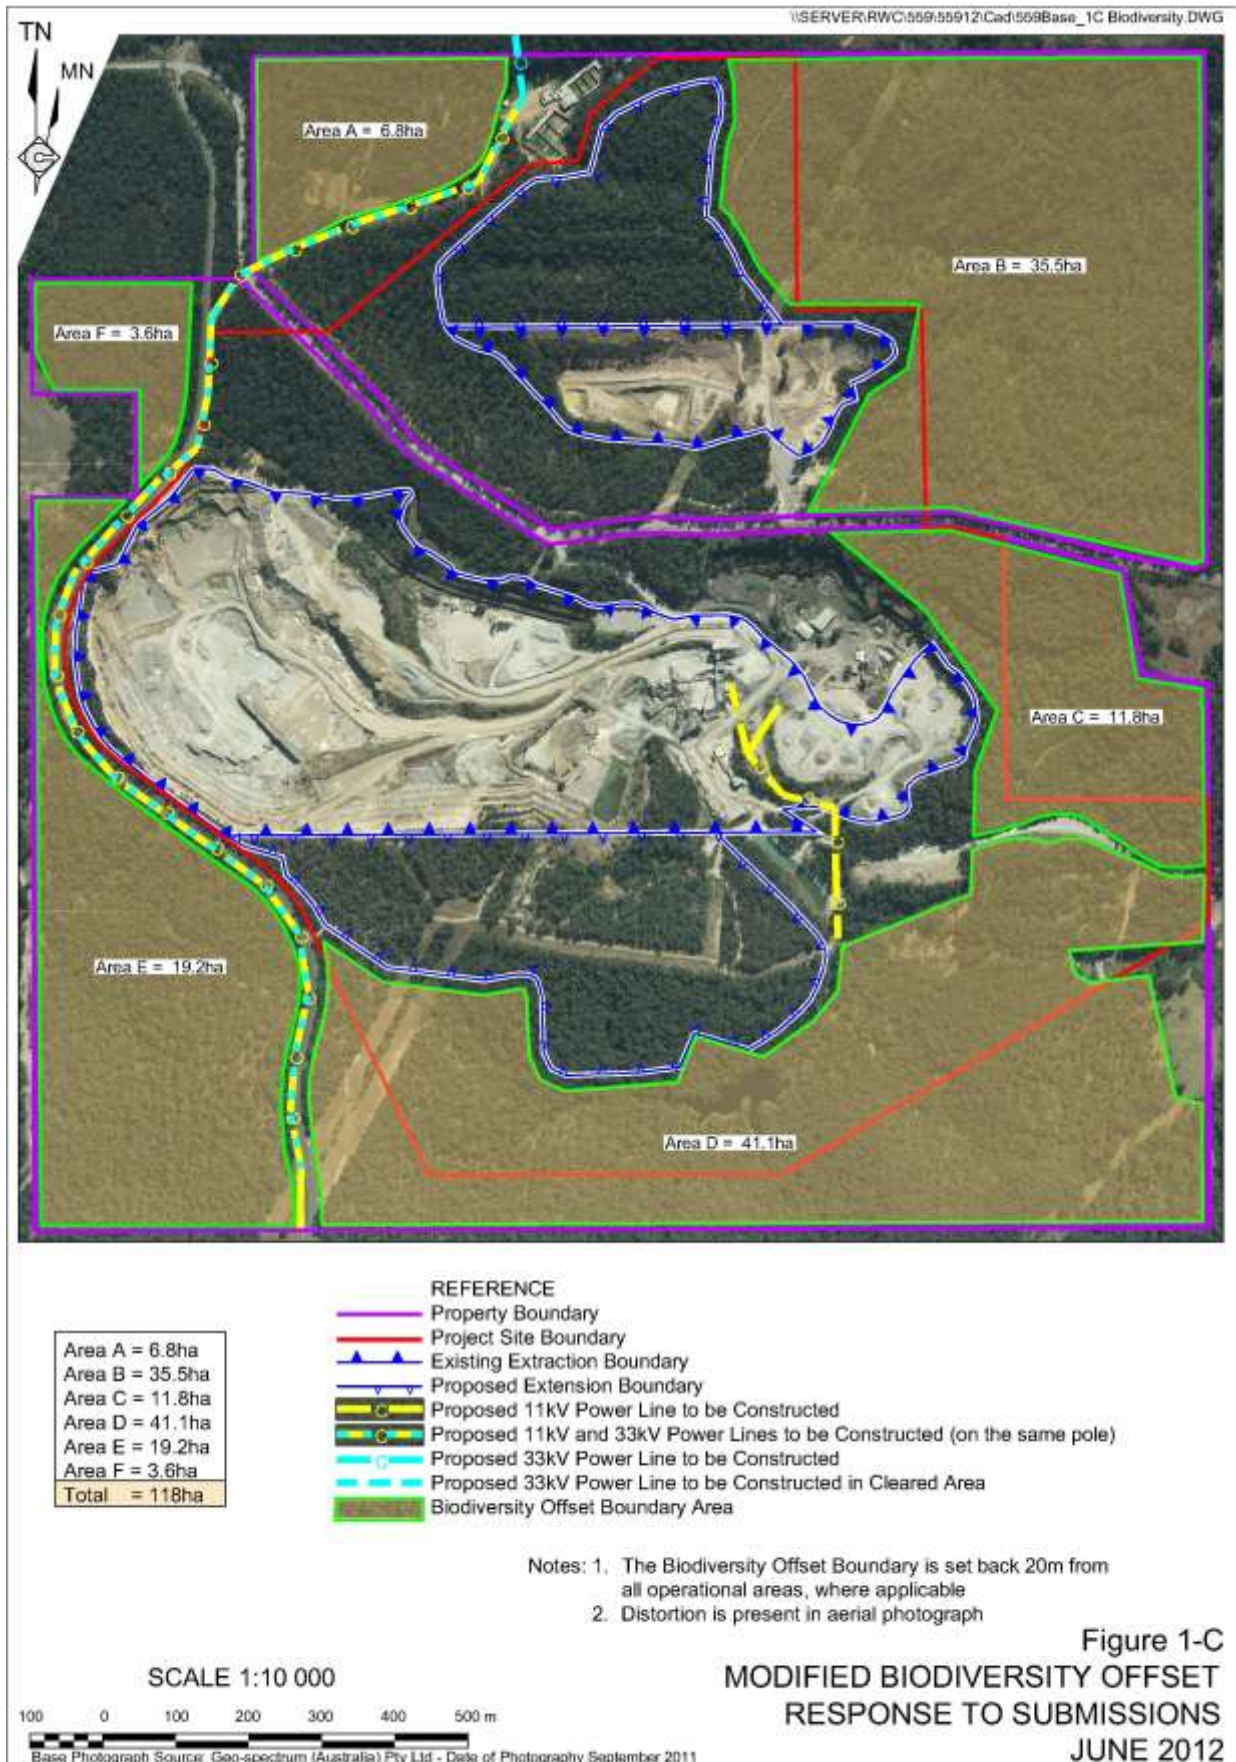 \\SERVER\RWC\559\55912\Cad\559Base_1C Biodiversity.DWG
TN
MN
Area A = 6.8ha
Area B = 35.5ha
Area F = 3.6ha
Area C = 11.8ha
Area E = 19.2ha
Area D = 41.1ha
REFERENCE
Property Boundary
Project Site Boundary
Existing Extraction Boundary
Proposed Extension Boundary
C Proposed 11kV Power Line to be Constructed
C Proposed 11kV and 33kV Power Lines to be Constructed (on the same pole)
C Proposed 33kV Power Line to be Constructed
Proposed 33kV Power Line to be Constructed in Cleared Area
Biodiversity Offset Boundary Area
Area A = 6.8ha
Area B = 35.5ha
Area C = 11.8ha
Area D = 41.1ha
Area E = 19.2ha
Area F = 3.6ha
Total = 118ha
Notes: 1. The Biodiversity Offset Boundary is set back 20m from
all operational areas, where applicable
2. Distortion is present in aerial photograph
Figure 1-C
MODIFIED BIODIVERSITY OFFSET
RESPONSE TO SUBMISSIONS
JUNE 2012
SCALE 1:10 000
100 0 100 200 300 400 500 m
Base Photograph Source: Geo-spectrum (Australia) Pty Ltd - Date of Photography September 2011